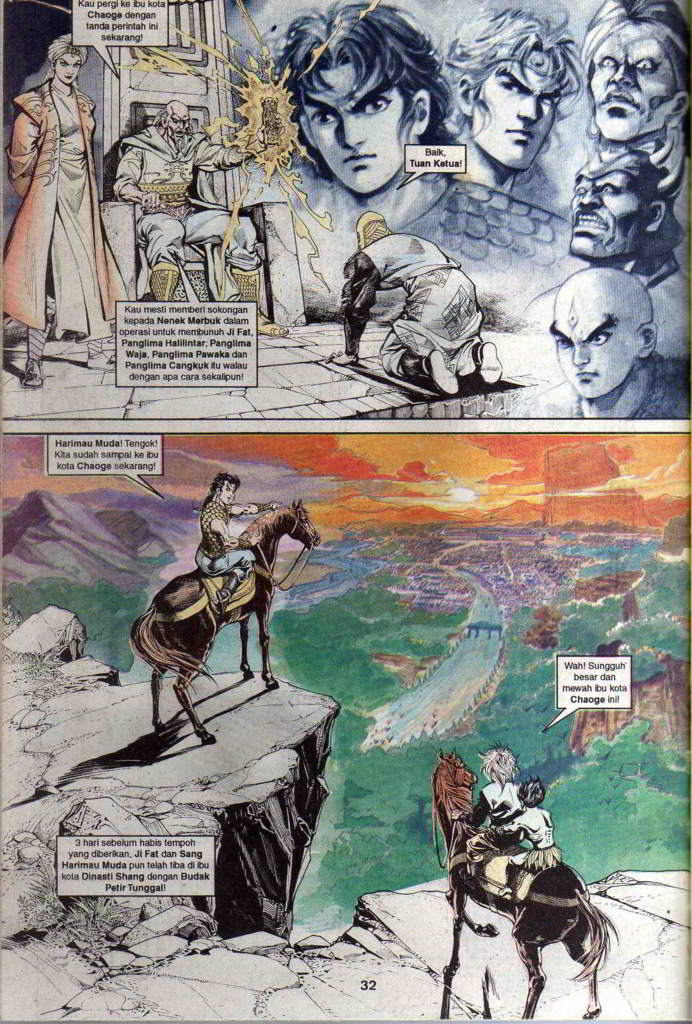 Kau pergi ke ibu kota
Chaoge dengan
tanda perintah ini
sekarang!
Baik,
Tuan Ketua!
Kau mesti memberi sokongan
kepada Nenek Merbuk dalam
operasi untuk membunuh Ji Fat,
Panglima Halilintar, Panglima
Waja, Panglima Pawaka dan
Panglima Cangkuk itu walau
dengan apa cara sekalipun!
Harimau Muda! Tengok!
Kita sudah sampai ke ibu
kota Chaoge sekarang!
Wah! Sungguh
besar dan
mewah ibu kota
Chaoge ini!
3 hari sebelum habis tempoh
yang diberikan, Ji Fat dan Sang
Harimau Muda pun telah tiba di ibu
kota Dinasti Shang dengan Budak
Petir Tunggal!
32